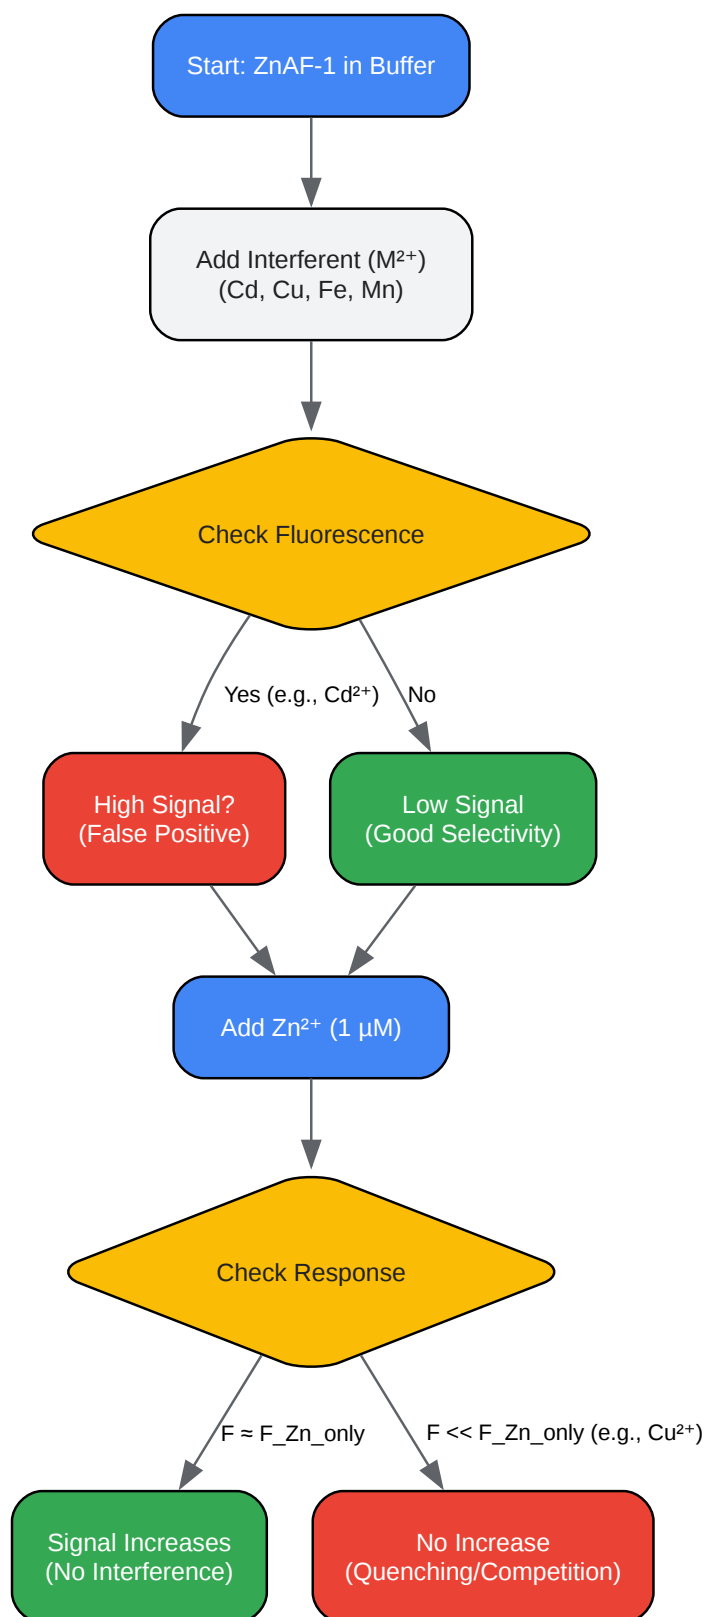 Start: ZnAF-1 in Buffer
Add Interferent (M²⁺)
(Cd, Cu, Fe, Mn)
Check Fluorescence
Yes (e.g., Cd²⁺)
No
High Signal?
(False Positive)
Low Signal
(Good Selectivity)
Add Zn²⁺ (1 µM)
Check Response
F ≈ F_Zn_only
F << F_Zn_only (e.g., Cu²⁺)
Signal Increases
(No Interference)
No Increase
(Quenching/Competition)